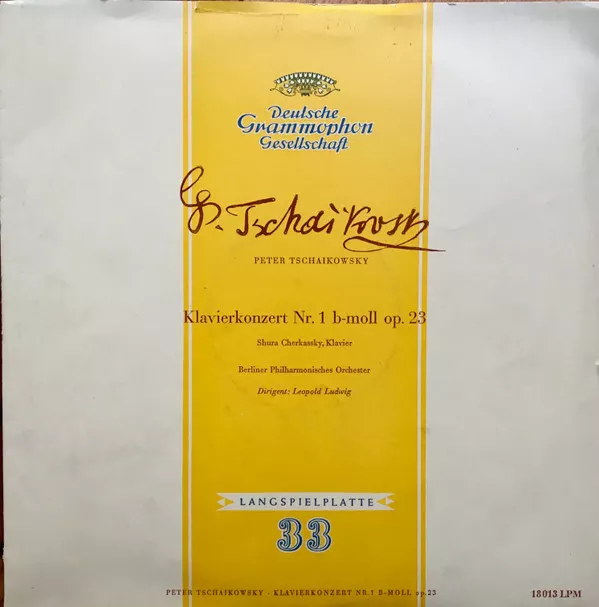 Deutsche
Grammophon
Gesellschaft
P. Tschaikovsky
PETER TSCHAIKOWSKY
Klavierkonzert Nr. 1 b-moll op. 23
Shura Cherkassky, Klavier
Berliner Philharmonisches Orchester
Dirigent: Leopold Ludwig
LANGSPIELPLATTE
33
PETER TSCHAIKOWSKY · KLAVIERKONZERT NR. 1 B-MOLL op. 23
18013 LPM